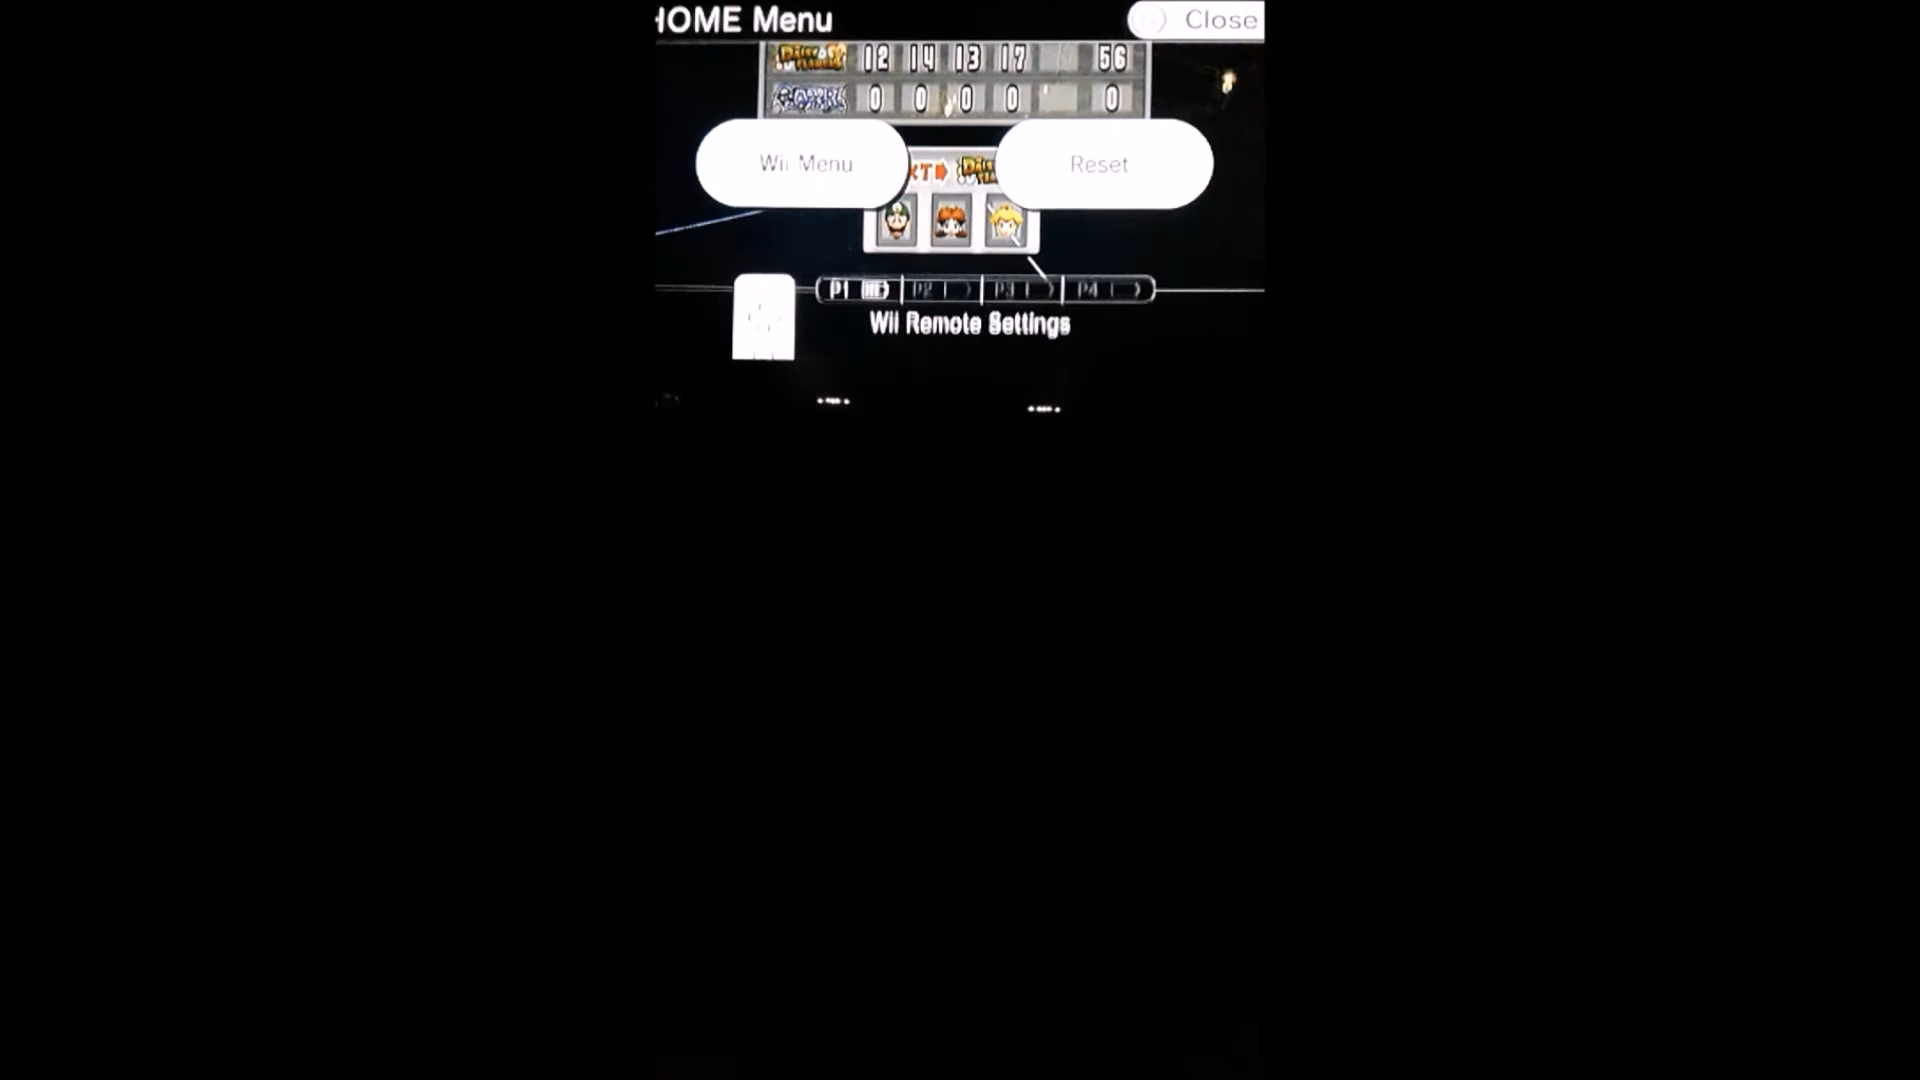 HOME Menu Close
12 14 13 17 56
0 0 0 0 0
Wii Menu Reset
P1 P2 P3 P4
Wii Remote Settings